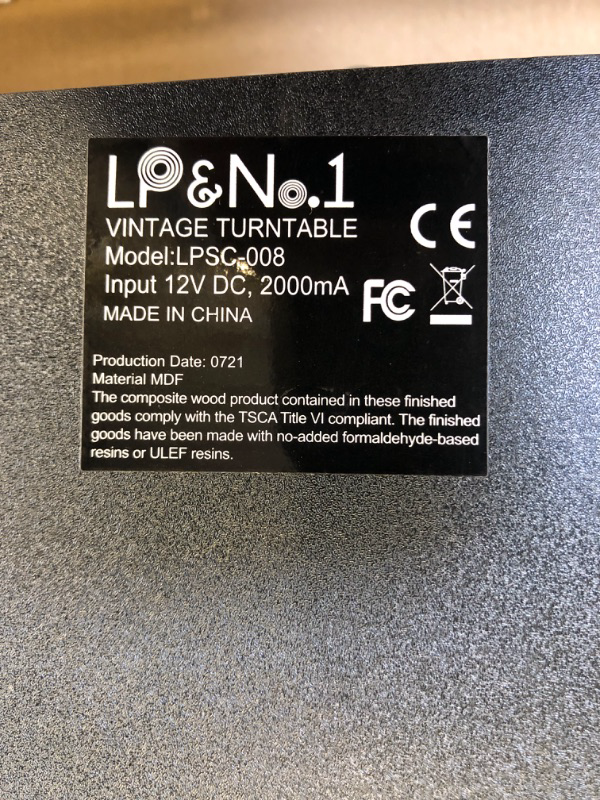 LP&No.1
VINTAGE TURNTABLE
Model:LPSC-008
Input 12V DC, 2000mA
MADE IN CHINA
CE
FC
Production Date: 0721
Material MDF
The composite wood product contained in these finished
goods comply with the TSCA Title VI compliant. The finished
goods have been made with no-added formaldehyde-based
resins or ULEF resins.